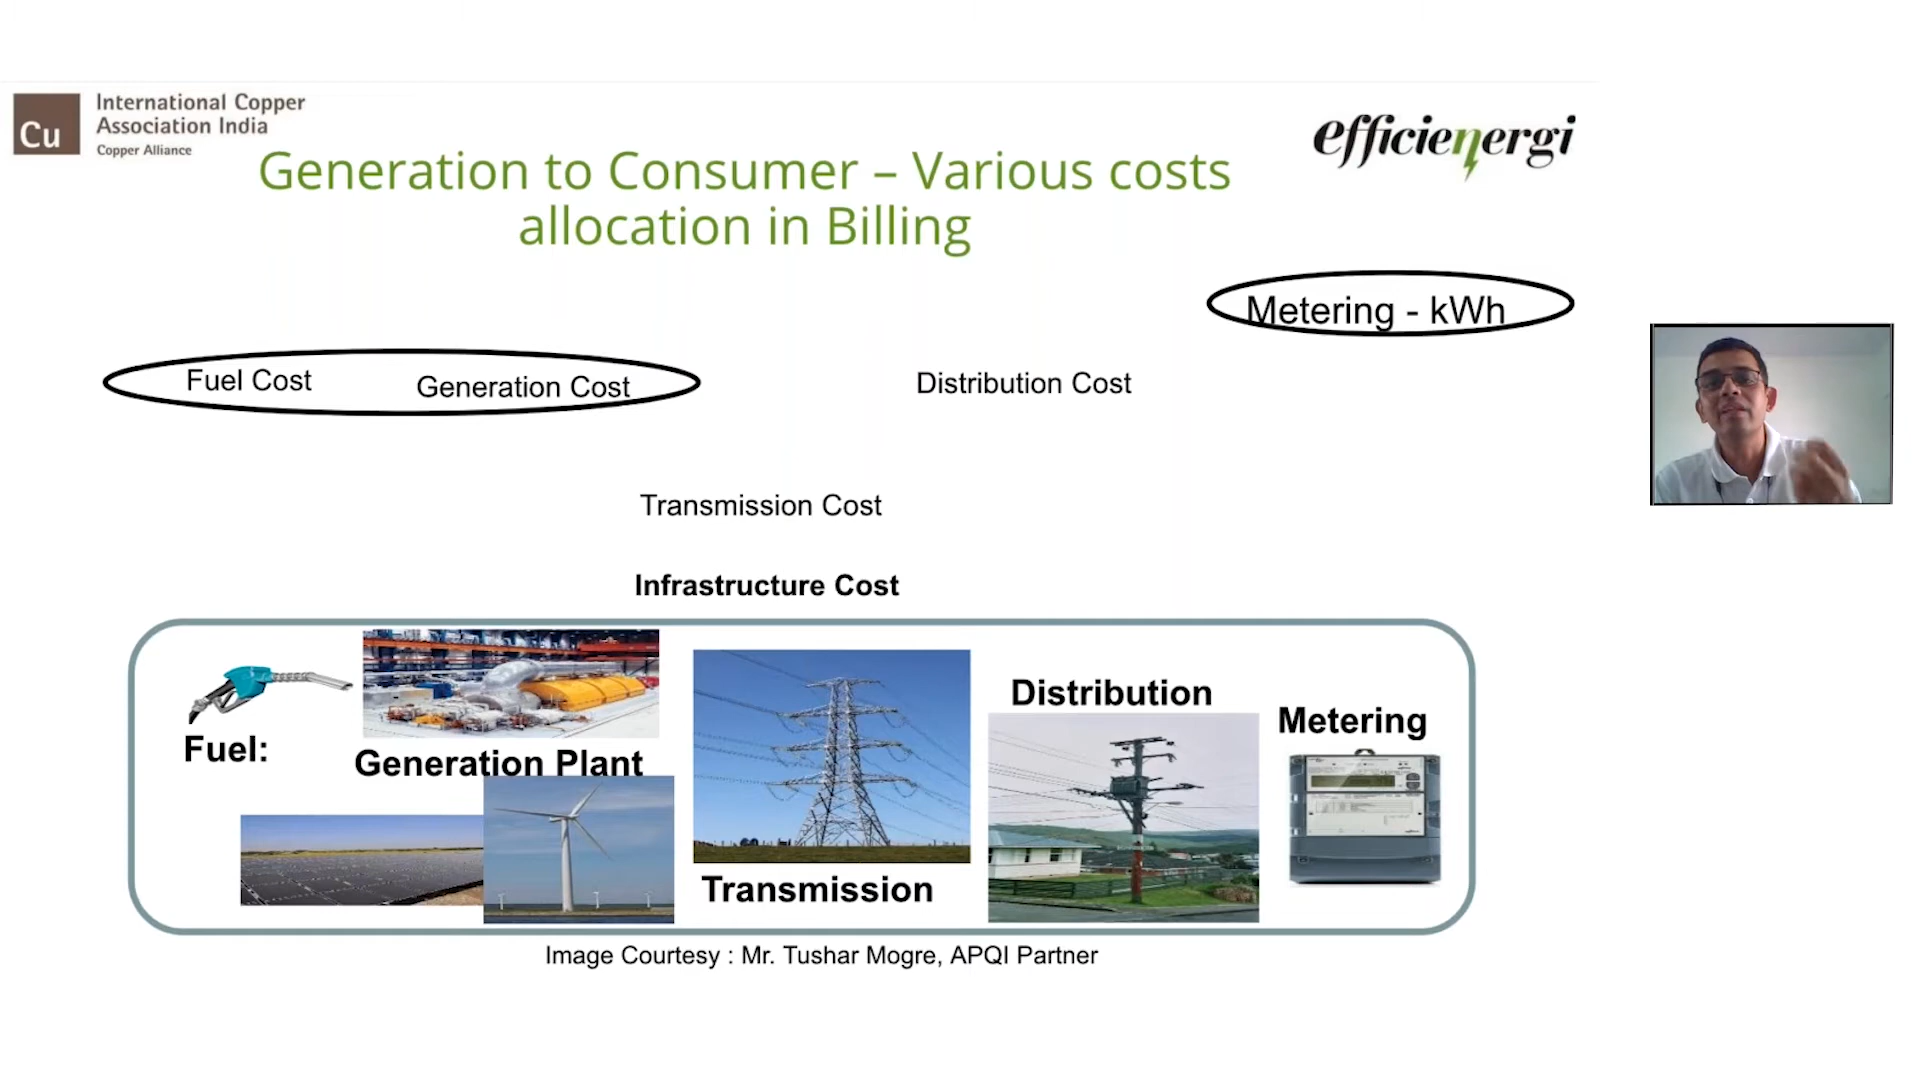 Cu
International Copper
Association India
Copper Alliance
efficienergi
Generation to Consumer – Various costs
allocation in Billing
Metering - kWh
Fuel Cost
Generation Cost
Distribution Cost
Transmission Cost
Infrastructure Cost
Fuel:
Generation Plant
Transmission
Distribution
Metering
Image Courtesy : Mr. Tushar Mogre, APQI Partner